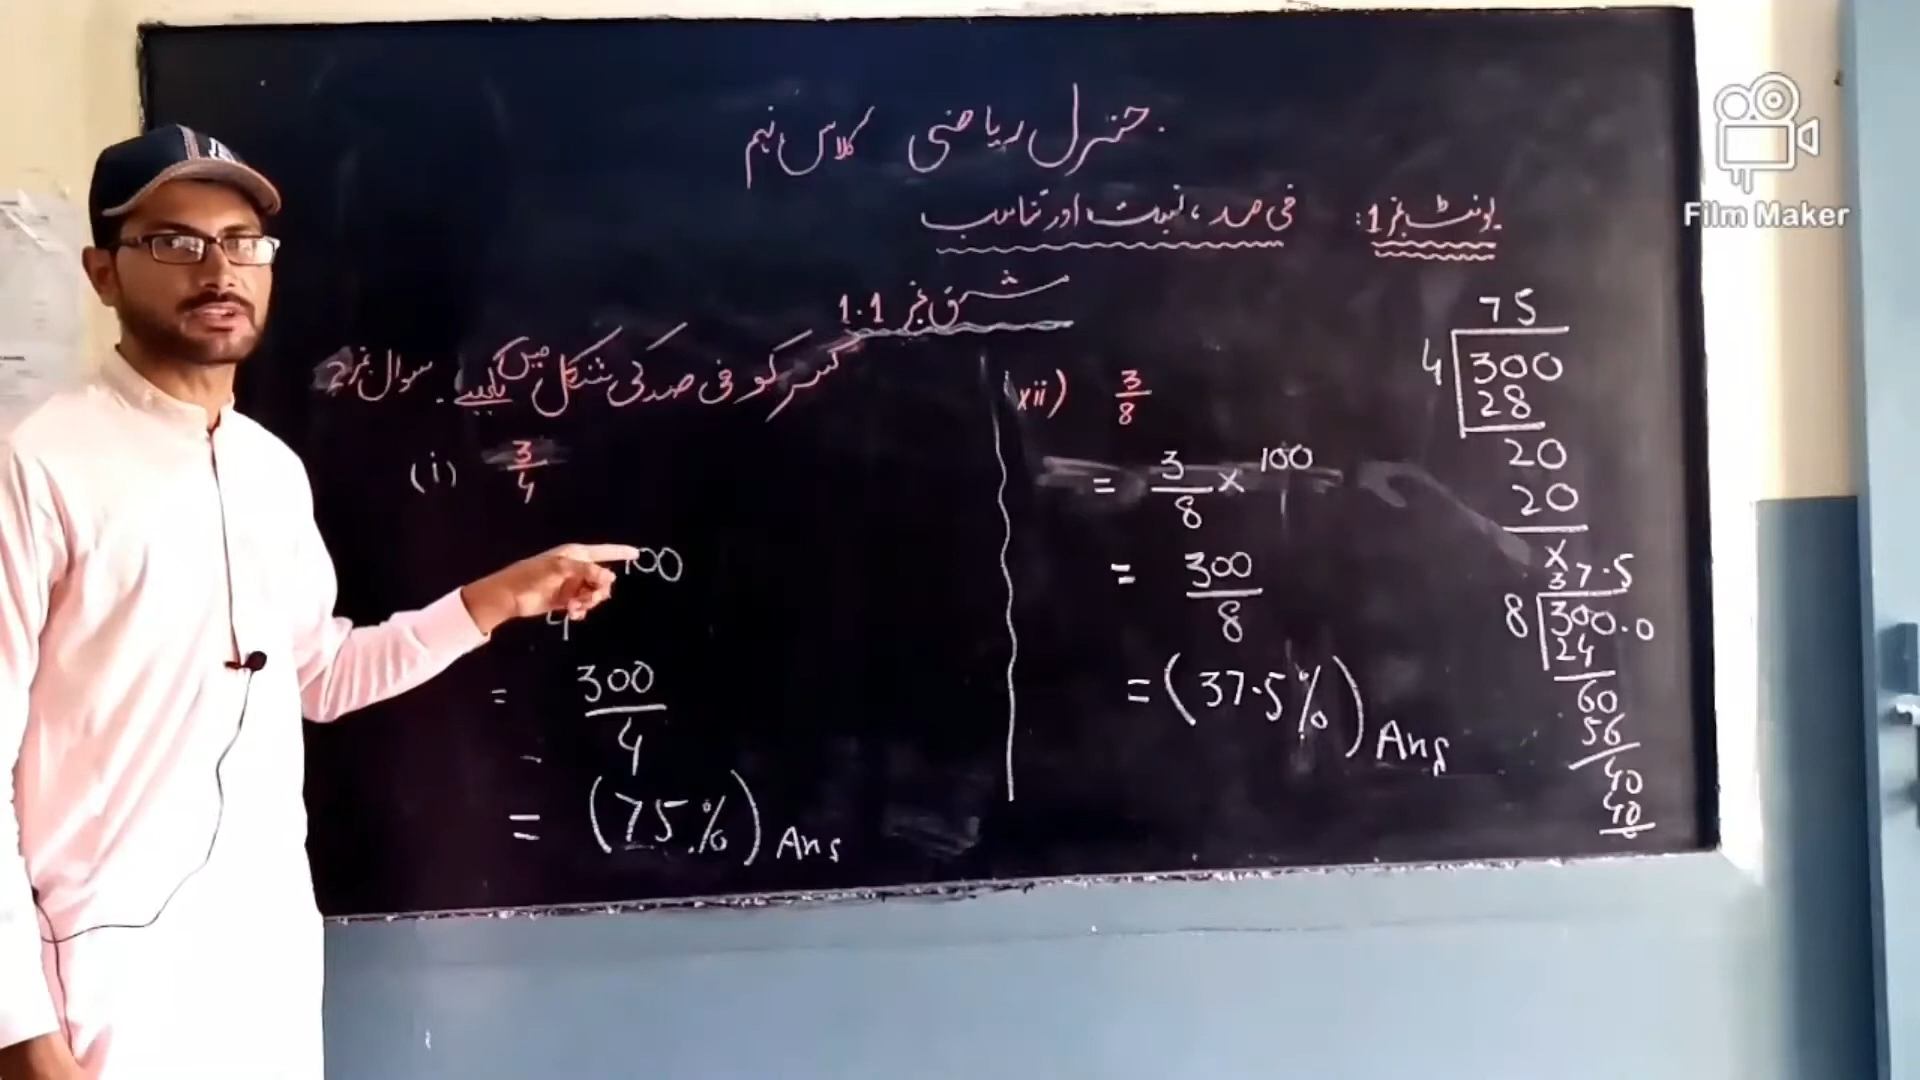 جنرل ریاضی کلاس نہم
یونٹ نمبر 1: فی صد، نسبت اور تناسب
مشق نمبر 1.1
سوال نمبر 2 کسر کو فی صد کی شکل میں لکھیے۔
(i) 3/4
100
4
= 300/4
= (75%) Ans
xii) 3/8
= 3/8 × 100
= 300/8
= (37.5%) Ans
75
4 300
28
20
20
×
37.5
8 300.0
24
60
56
40
40
Film Maker